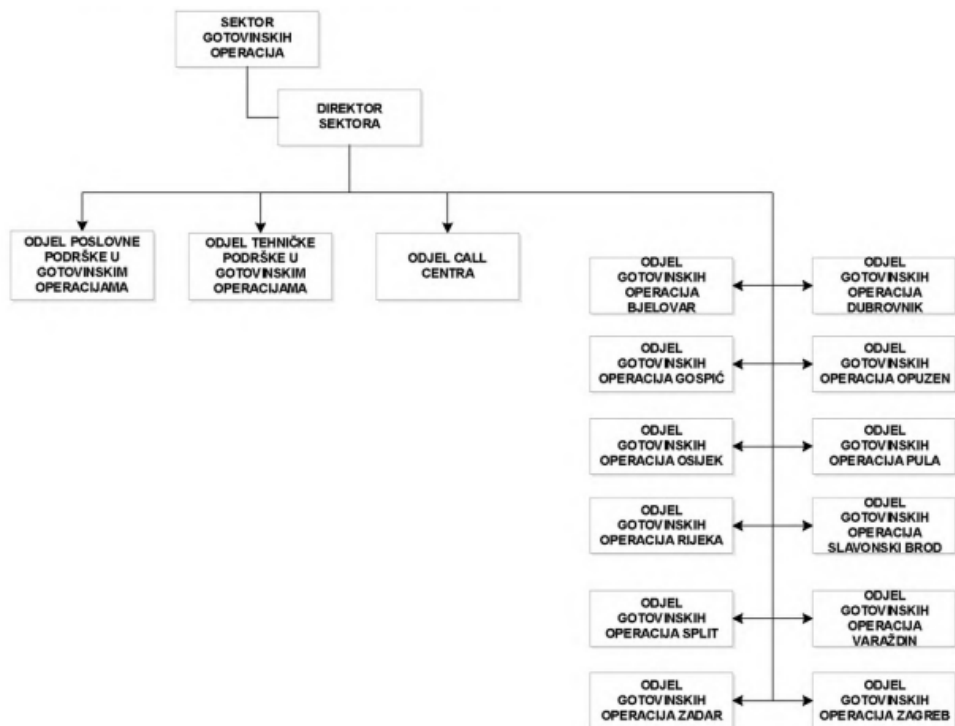 SEKTOR
GOTOVINSKIH
OPERACIJA
DIREKTOR
SEKTORA
ODJEL POSLOVNE
PODRŠKE U
GOTOVINSKIM
OPERACIJAMA
ODJEL TEHNIČKE
PODRŠKE U
GOTOVINSKIM
OPERACIJAMA
ODJEL CALL
CENTRA
ODJEL
GOTOVINSKIH
OPERACIJA
BJELOVAR
ODJEL
GOTOVINSKIH
OPERACIJA
DUBROVNIK
ODJEL
GOTOVINSKIH
OPERACIJA GOSPIĆ
ODJEL
GOTOVINSKIH
OPERACIJA OPUZEN
ODJEL
GOTOVINSKIH
OPERACIJA OSIJEK
ODJEL
GOTOVINSKIH
OPERACIJA PULA
ODJEL
GOTOVINSKIH
OPERACIJA RIJEKA
ODJEL
GOTOVINSKIH
OPERACIJA
SLAVONSKI BROD
ODJEL
GOTOVINSKIH
OPERACIJA SPLIT
ODJEL
GOTOVINSKIH
OPERACIJA
VARAŽDIN
ODJEL
GOTOVINSKIH
OPERACIJA ZADAR
ODJEL
GOTOVINSKIH
OPERACIJA ZAGREB